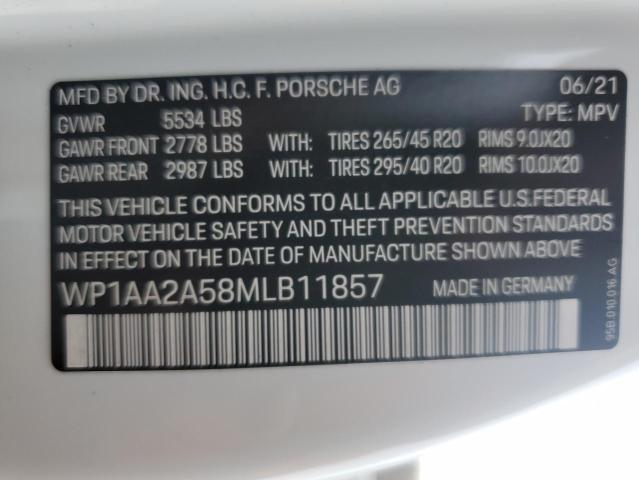 MFD BY DR. ING. H.C. F. PORSCHE AG 06/21
GVWR 5534 LBS TYPE: MPV
GAWR FRONT 2778 LBS WITH: TIRES 265/45 R20 RIMS 9.0JX20
GAWR REAR 2987 LBS WITH: TIRES 295/40 R20 RIMS 10.0JX20
THIS VEHICLE CONFORMS TO ALL APPLICABLE U.S.FEDERAL
MOTOR VEHICLE SAFETY AND THEFT PREVENTION STANDARDS
IN EFFECT ON THE DATE OF MANUFACTURE SHOWN ABOVE
WP1AA2A58MLB11857 MADE IN GERMANY
95B.010.016.AG